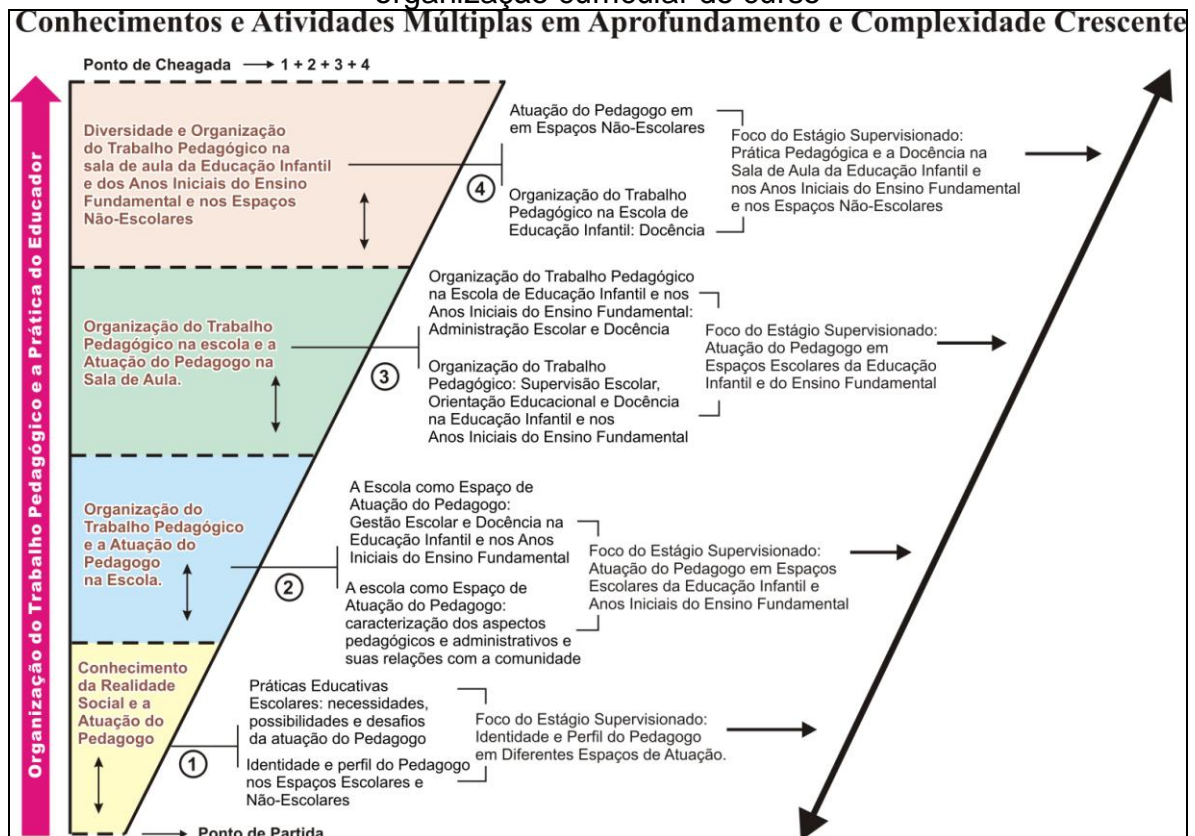 organização curricular do curso
Conhecimentos e Atividades Múltiplas em Aprofundamento e Complexidade Crescente
Ponto de Cheagada → 1 + 2 + 3 + 4
Organização do Trabalho Pedagógico e a Prática do Educador
Diversidade e Organização
do Trabalho Pedagógico na
sala de aula da Educação Infantil
e dos Anos Iniciais do Ensino
Fundamental e nos Espaços
Não-Escolares
4
Atuação do Pedagogo em
em Espaços Não-Escolares
Organização do Trabalho
Pedagógico na Escola de
Educação Infantil: Docência
Foco do Estágio Supervisionado:
Prática Pedagógica e a Docência na
Sala de Aula da Educação Infantil e
nos Anos Iniciais do Ensino Fundamental
e nos Espaços Não-Escolares
Organização do Trabalho
Pedagógico na escola e a
Atuação do Pedagogo na
Sala de Aula.
3
Organização do Trabalho Pedagógico
na Escola de Educação Infantil e nos
Anos Iniciais do Ensino Fundamental:
Administração Escolar e Docência
Organização do Trabalho
Pedagógico: Supervisão Escolar,
Orientação Educacional e Docência
na Educação Infantil e nos
Anos Iniciais do Ensino Fundamental
Foco do Estágio Supervisionado:
Atuação do Pedagogo em
Espaços Escolares da Educação
Infantil e do Ensino Fundamental
Organização do
Trabalho Pedagógico
e a Atuação do
Pedagogo
na Escola.
2
A Escola como Espaço de
Atuação do Pedagogo:
Gestão Escolar e Docência na
Educação Infantil e nos Anos
Iniciais do Ensino Fundamental
A escola como Espaço de
Atuação do Pedagogo:
caracterização dos aspectos
pedagógicos e administrativos e
suas relações com a comunidade
Foco do Estágio Supervisionado:
Atuação do Pedagogo em Espaços
Escolares da Educação Infantil e
Anos Iniciais do Ensino Fundamental
Conhecimento
da Realidade
Social e a
Atuação do
Pedagogo
1
Práticas Educativas
Escolares: necessidades,
possibilidades e desafios
da atuação do Pedagogo
Identidade e perfil do Pedagogo
nos Espaços Escolares e
Não-Escolares
Foco do Estágio Supervisionado:
Identidade e Perfil do Pedagogo
em Diferentes Espaços de Atuação.
→ Ponto de Partida